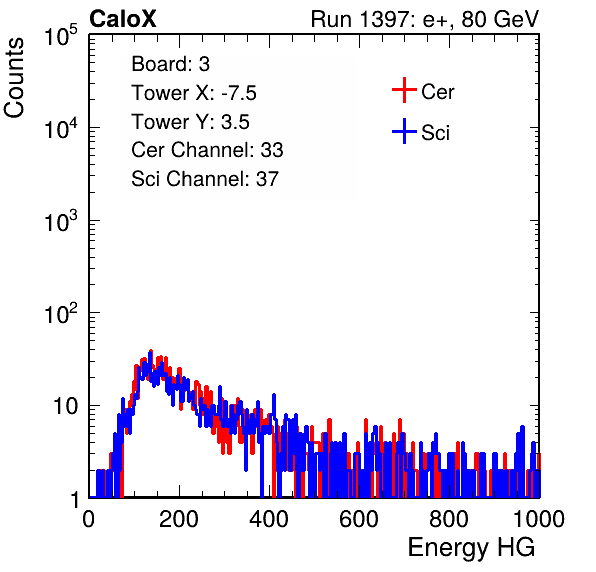 CaloX Run 1397: e+, 80 GeV
Counts
Board: 3
Tower X: -7.5
Tower Y: 3.5
Cer Channel: 33
Sci Channel: 37
Cer
Sci
10^5
10^4
10^3
10^2
10
1
0 200 400 600 800 1000
Energy HG